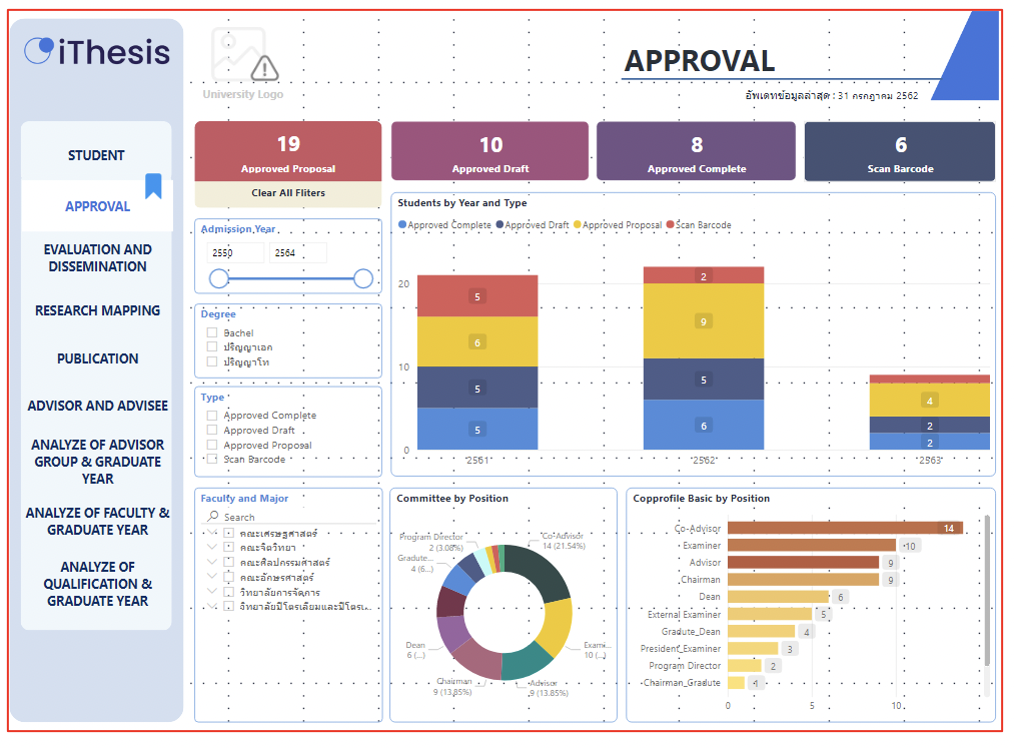 iThesis
University Logo
APPROVAL
อัพเดทข้อมูลล่าสุด : 31 กรกฎาคม 2562
STUDENT
APPROVAL
EVALUATION AND
DISSEMINATION
RESEARCH MAPPING
PUBLICATION
ADVISOR AND ADVISEE
ANALYZE OF ADVISOR
GROUP & GRADUATE
YEAR
ANALYZE OF FACULTY &
GRADUATE YEAR
ANALYZE OF
QUALIFICATION &
GRADUATE YEAR
19
Approved Proposal
10
Approved Draft
8
Approved Complete
6
Scan Barcode
Clear All Fliters
Admission Year
2550 2564
Degree
Bachel
ปริญญาเอก
ปริญญาโท
Type
Approved Complete
Approved Draft
Approved Proposal
Scan Barcode
Faculty and Major
Search
คณะเศรษฐศาสตร์
คณะจิตวิทยา
คณะศิลปกรรมศาสตร์
คณะอักษรศาสตร์
วิทยาลัยการจัดการ
วิทยาลัยปิโตรเลียมและปิโตรเ...
Students by Year and Type
Approved Complete Approved Draft Approved Proposal Scan Barcode
20
10
0
5
6
5
5
2561
2
9
5
6
2562
4
2
2
2563
Committee by Position
Co-Advisor
14 (21.54%)
Exami...
10 (...)
Advisor
9 (13.85%)
Chairman
9 (13.85%)
Dean
6 (...)
Gradute...
4 (6...)
Program Director
2 (3.08%)
Copprofile Basic by Position
Co-Advisor 14
Examiner 10
Advisor 9
Chairman 9
Dean 6
External Examiner 5
Gradute_Dean 4
President_Examiner 3
Program Director 2
Chairman_Gradute 1
0 5 10